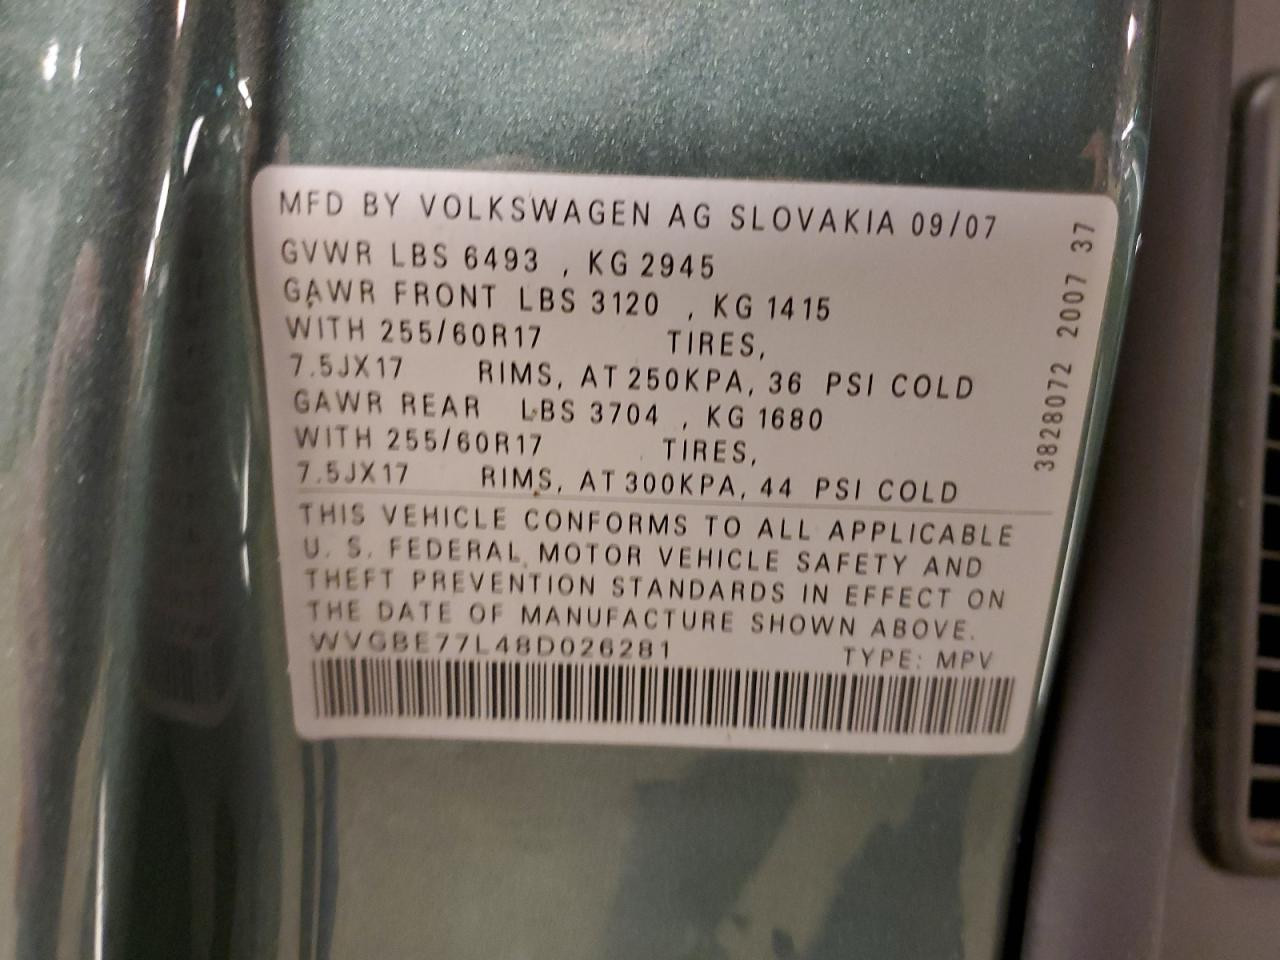 MFD BY VOLKSWAGEN AG SLOVAKIA 09/07
GVWR LBS 6493 , KG 2945
GAWR FRONT LBS 3120 , KG 1415
WITH 255/60R17 TIRES,
7.5JX17 RIMS, AT 250KPA, 36 PSI COLD
GAWR REAR LBS 3704 , KG 1680
WITH 255/60R17 TIRES,
7.5JX17 RIMS, AT 300KPA, 44 PSI COLD
THIS VEHICLE CONFORMS TO ALL APPLICABLE
U. S. FEDERAL MOTOR VEHICLE SAFETY AND
THEFT PREVENTION STANDARDS IN EFFECT ON
THE DATE OF MANUFACTURE SHOWN ABOVE.
WVGBE77L48D026281 TYPE: MPV
3828072 2007 37